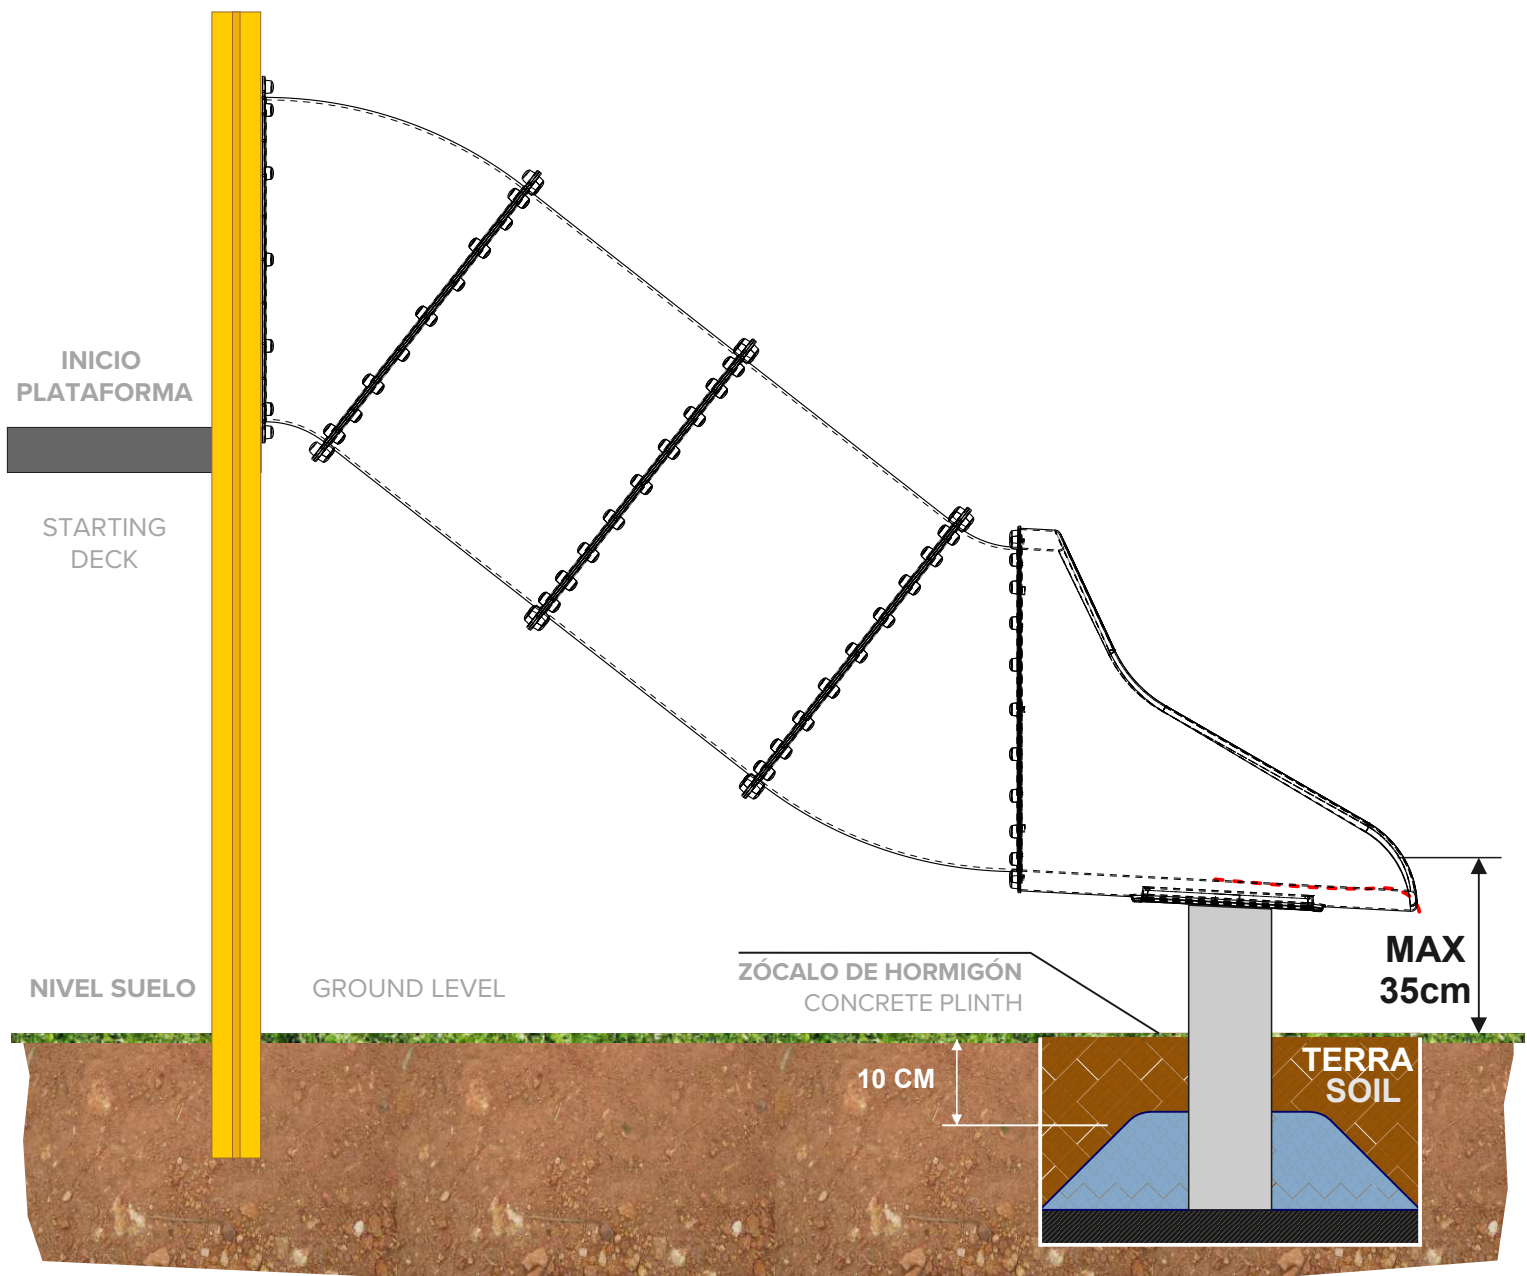 INICIO
PLATAFORMA
STARTING
DECK
NIVEL SUELO
GROUND LEVEL
ZÓCALO DE HORMIGÓN
CONCRETE PLINTH
MAX
35cm
10 CM
TERRA
SOIL